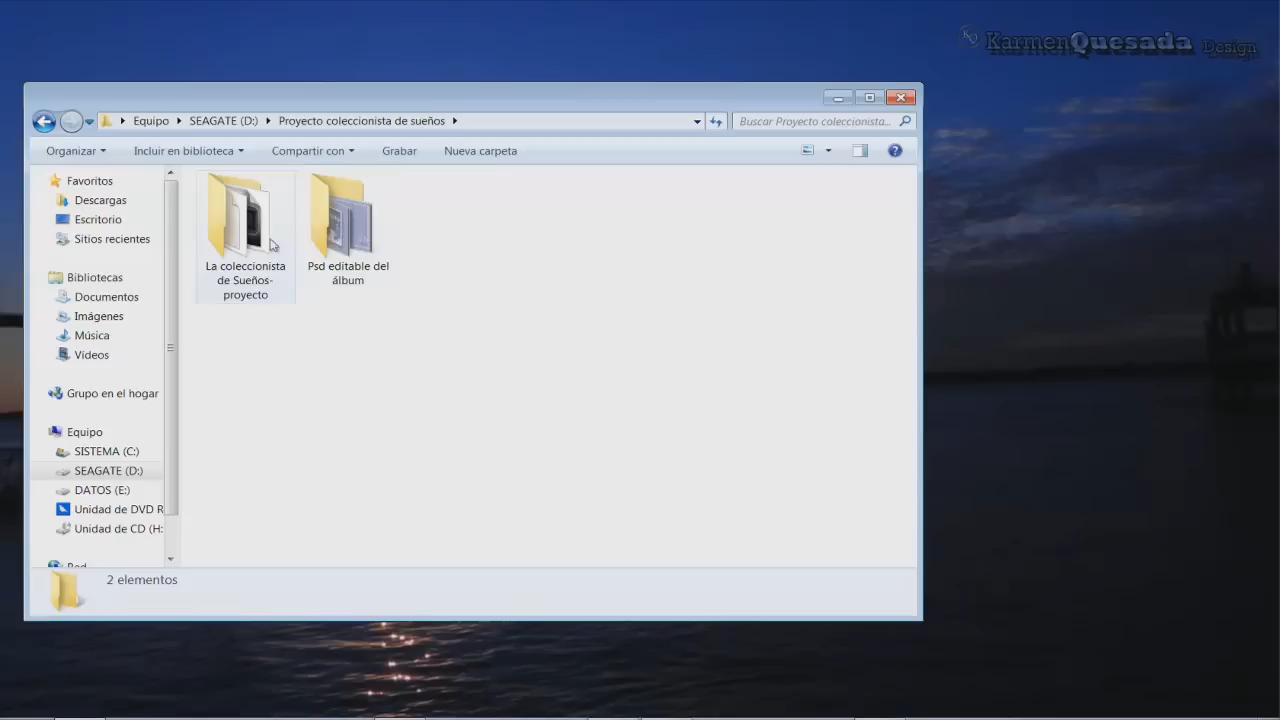 KarmenQuesada Design
Equipo SEAGATE (D:) Proyecto coleccionista de sueños
Buscar Proyecto coleccionista...
Organizar Incluir en biblioteca Compartir con Grabar Nueva carpeta
Favoritos
Descargas
Escritorio
Sitios recientes
Bibliotecas
Documentos
Imágenes
Música
Vídeos
Grupo en el hogar
Equipo
SISTEMA (C:)
SEAGATE (D:)
DATOS (E:)
Unidad de DVD R
Unidad de CD (H:
Red
La coleccionista
de Sueños-
proyecto
Psd editable del
álbum
2 elementos